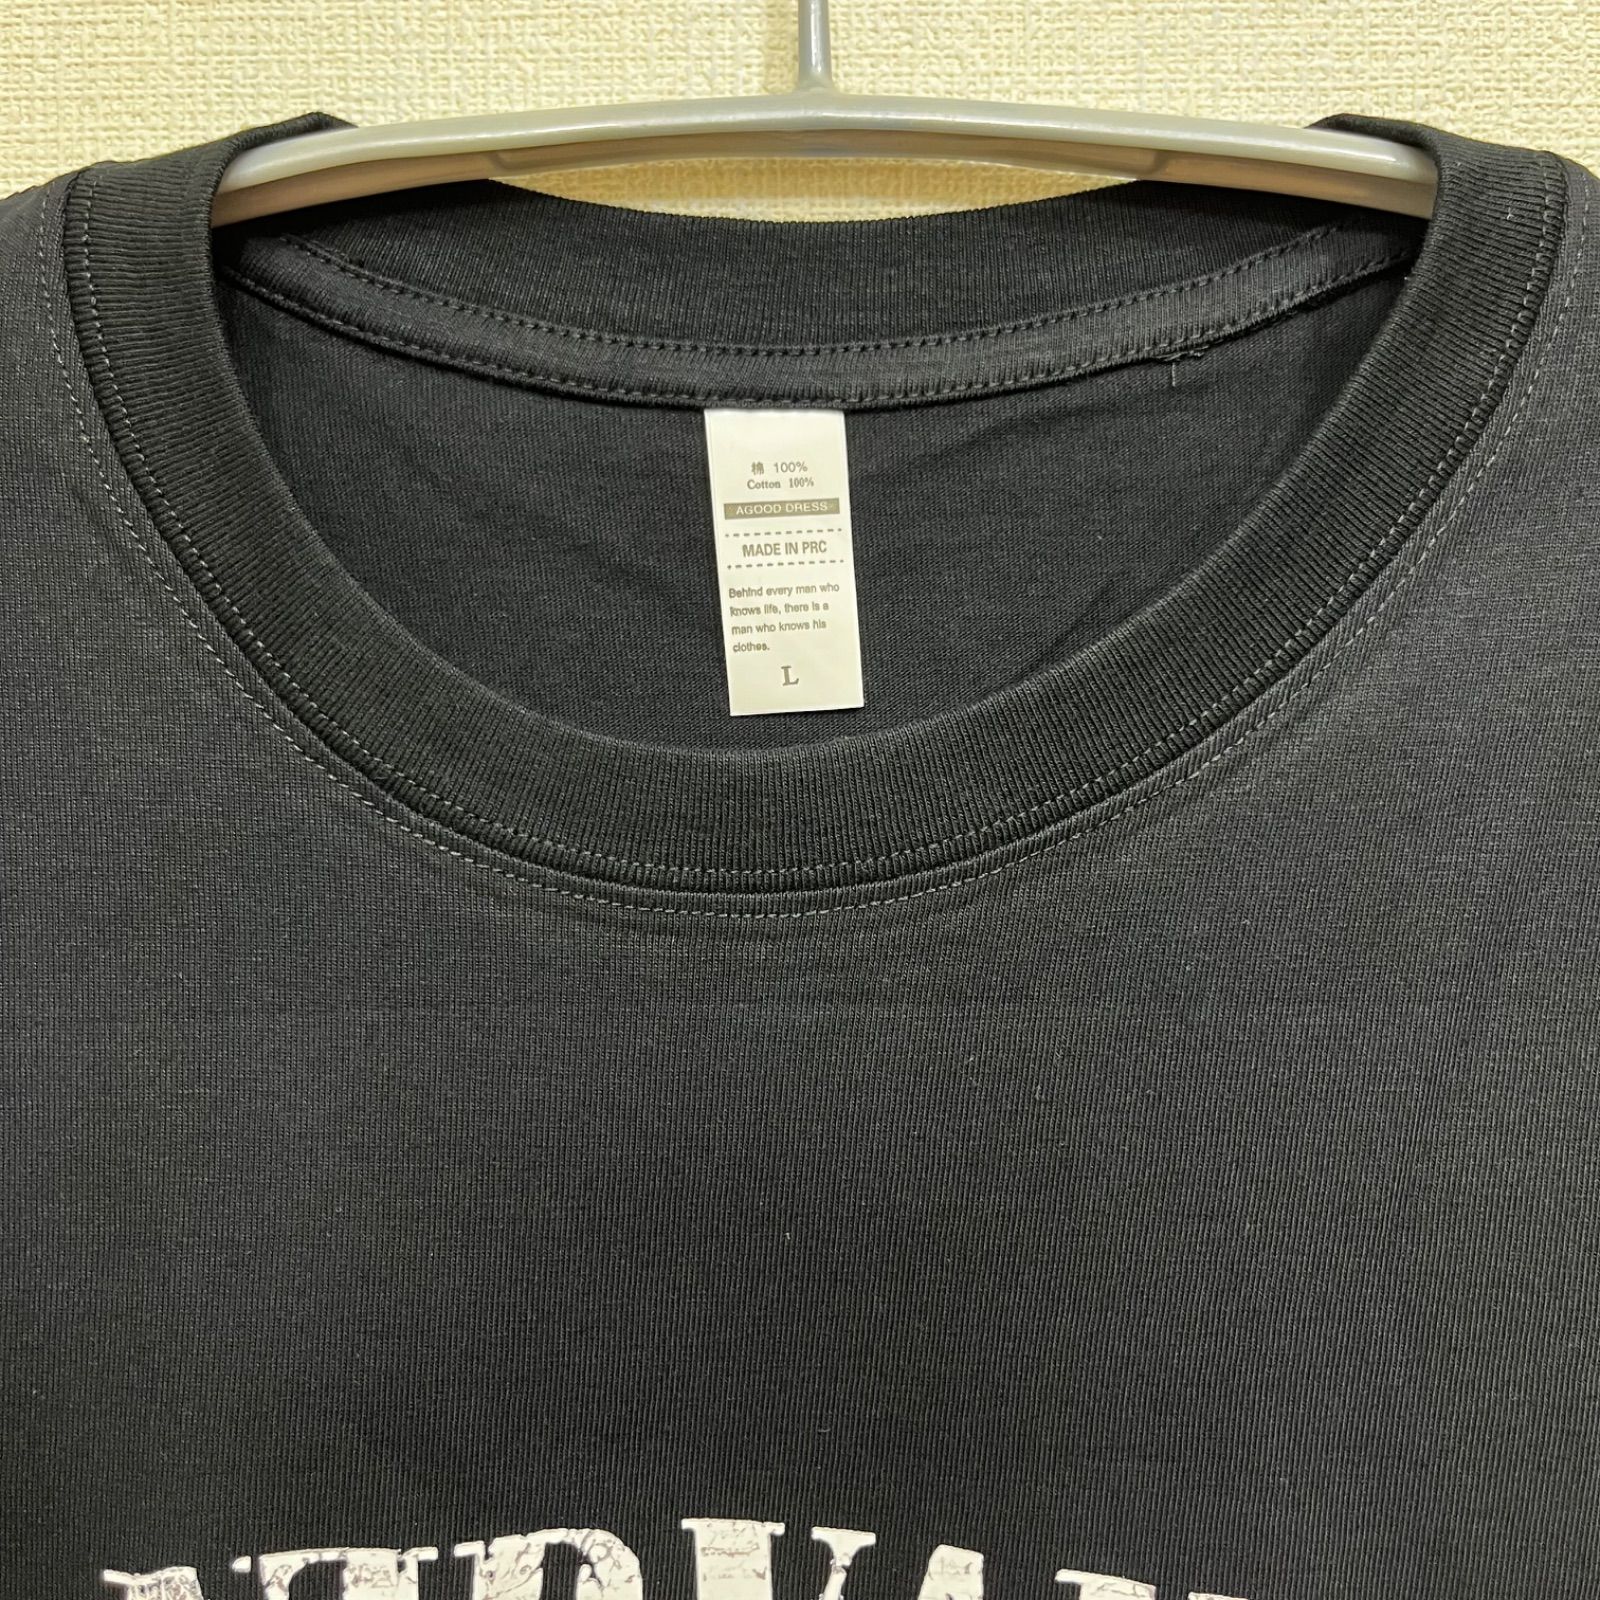 棉 100%
Cotton 100%
AGOOD DRESS
MADE IN PRC
Behind every man who
knows life, there is a
man who knows his
clothes.
L